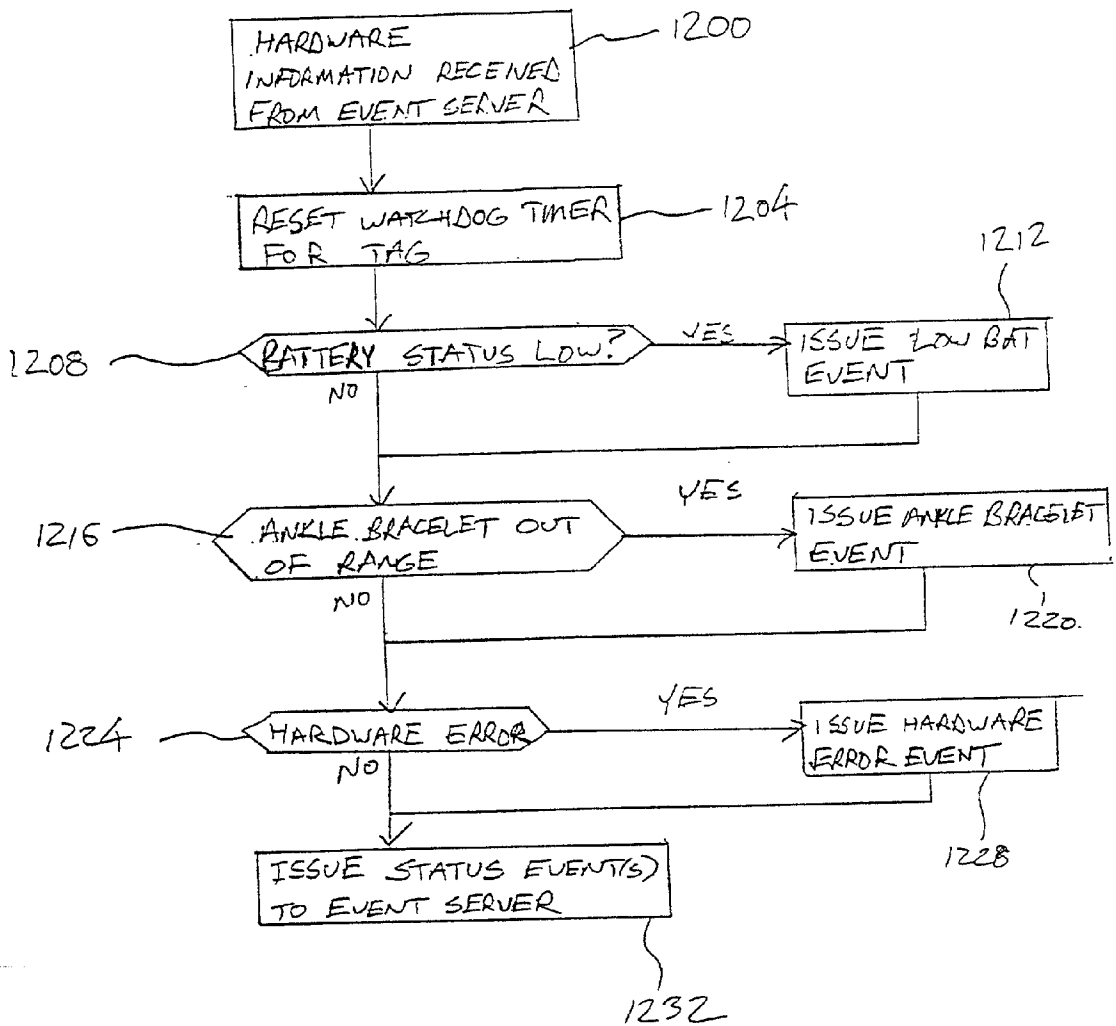 HARDWARE
INFORMATION RECEIVED
FROM EVENT SERVER
1200
RESET WATCHDOG TIMER
FOR TAG
1204
1212
1208
BATTERY STATUS LOW?
YES
ISSUE LOW BAT
EVENT
NO
YES
1216
ANKLE BRACELET OUT
OF RANGE
ISSUE ANKLE BRACELET
EVENT
NO
1220
YES
1224
HARDWARE ERROR
ISSUE HARDWARE
ERROR EVENT
NO
1228
ISSUE STATUS EVENT(S)
TO EVENT SERVER
1232